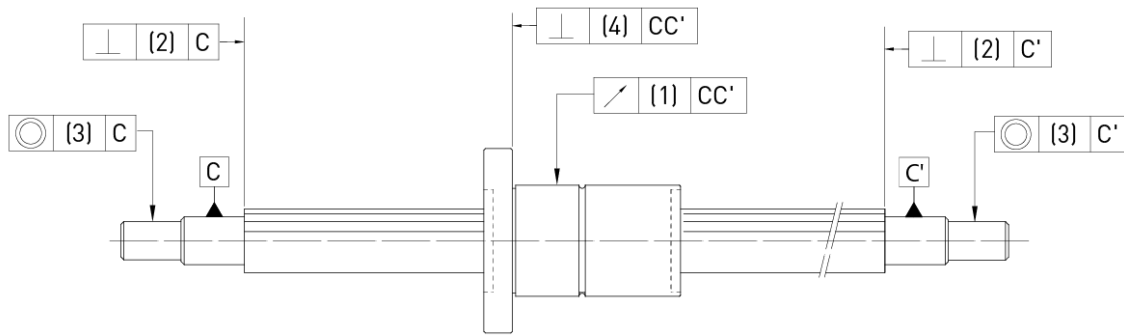 ⊥ (2) C
⊥ (4) CC'
⊥ (2) C'
↗ (1) CC'
◎ (3) C
◎ (3) C'
C
C'